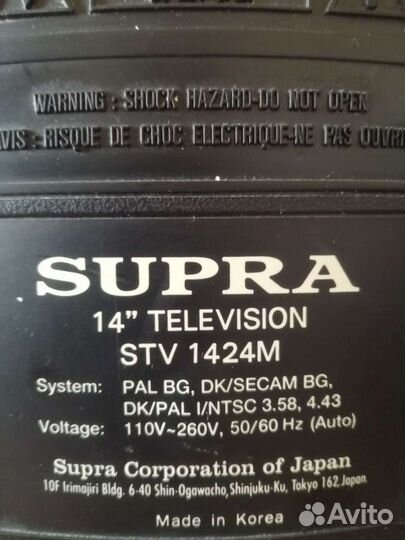 WARNING : SHOCK HAZARD-DO NOT OPEN
AVIS : RISQUE DE CHOC ELECTRIQUE-NE PAS OUVRIR
SUPRA
14” TELEVISION
STV 1424M
System: PAL BG, DK/SECAM BG,
DK/PAL I/NTSC 3.58, 4.43
Voltage: 110V~260V, 50/60 Hz (Auto)
Supra Corporation of Japan
10F Irimajiri Bldg. 6-40 Shin-Ogawacho, Shinjuku-Ku, Tokyo 162, Japan
Made in Korea
Avito